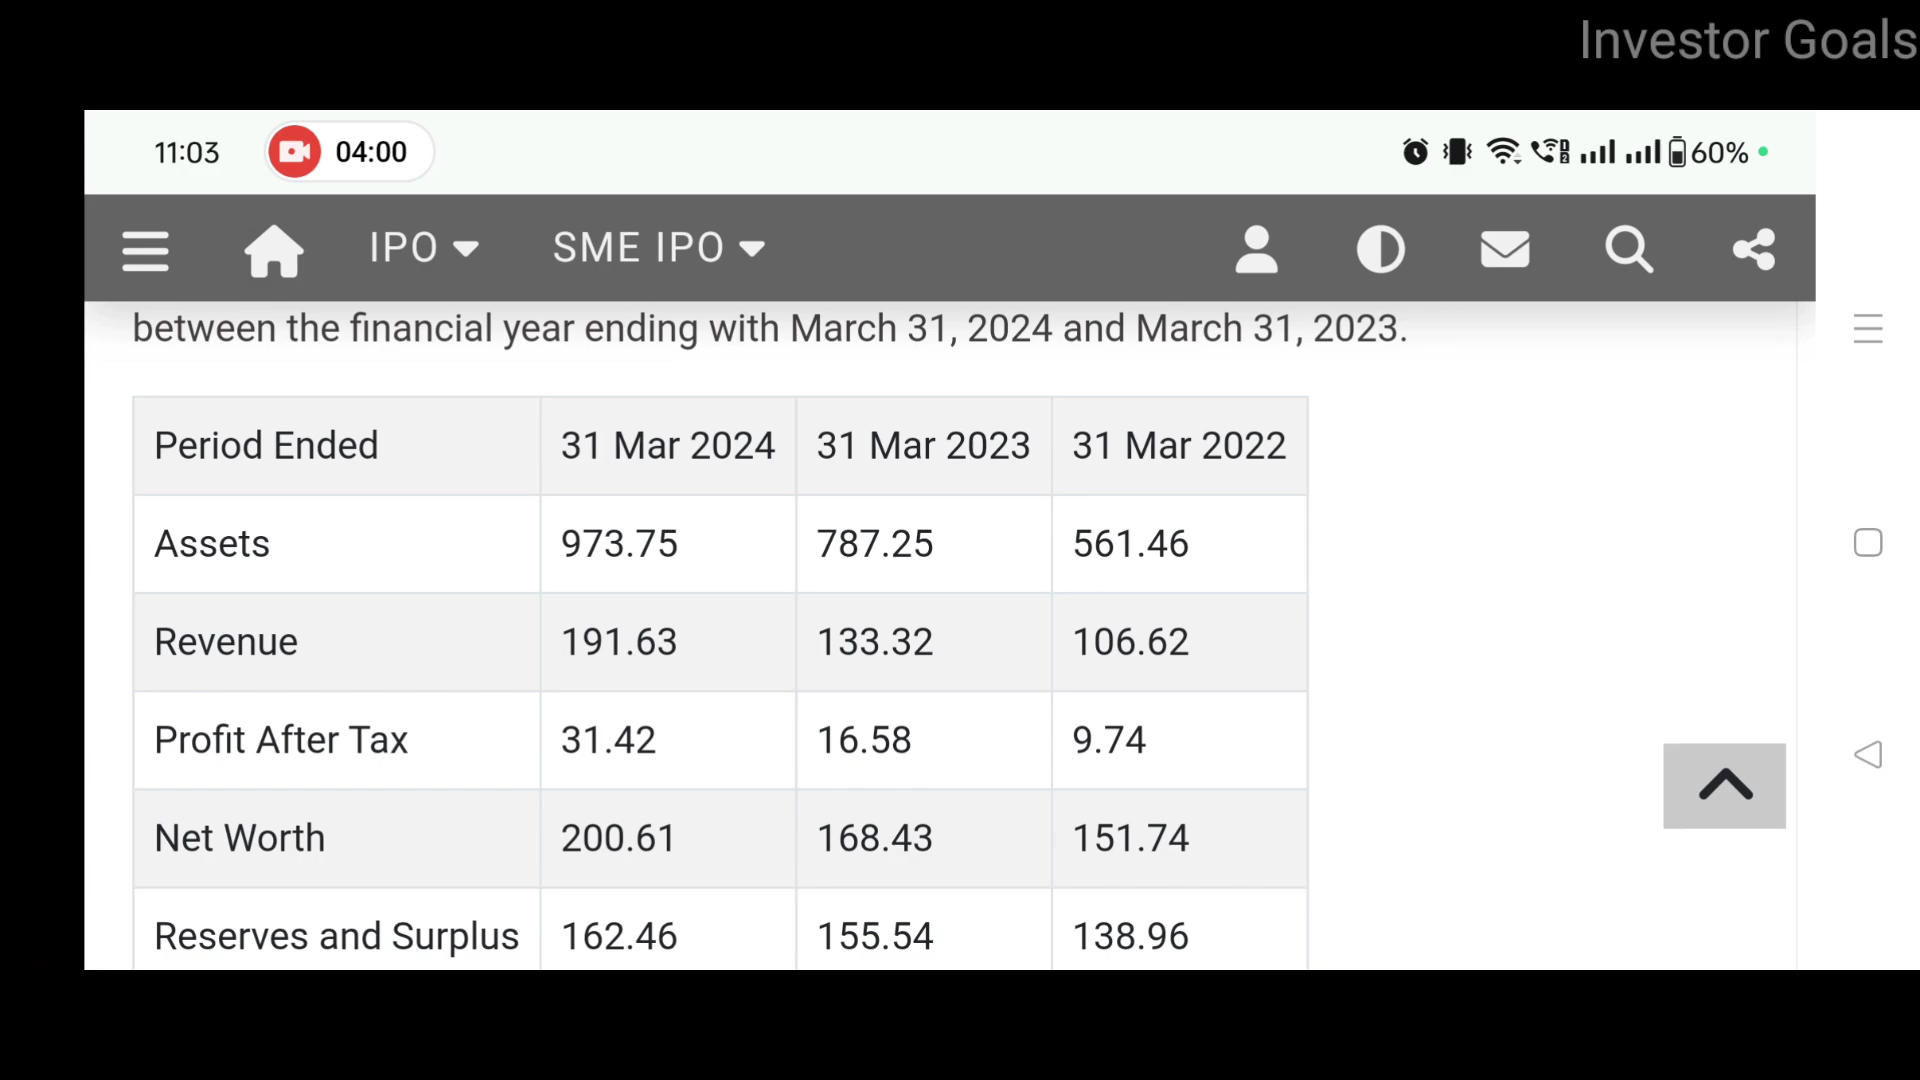 Investor Goals
11:03 04:00 60%
IPO SME IPO
between the financial year ending with March 31, 2024 and March 31, 2023.
Period Ended 31 Mar 2024 31 Mar 2023 31 Mar 2022
Assets 973.75 787.25 561.46
Revenue 191.63 133.32 106.62
Profit After Tax 31.42 16.58 9.74
Net Worth 200.61 168.43 151.74
Reserves and Surplus 162.46 155.54 138.96